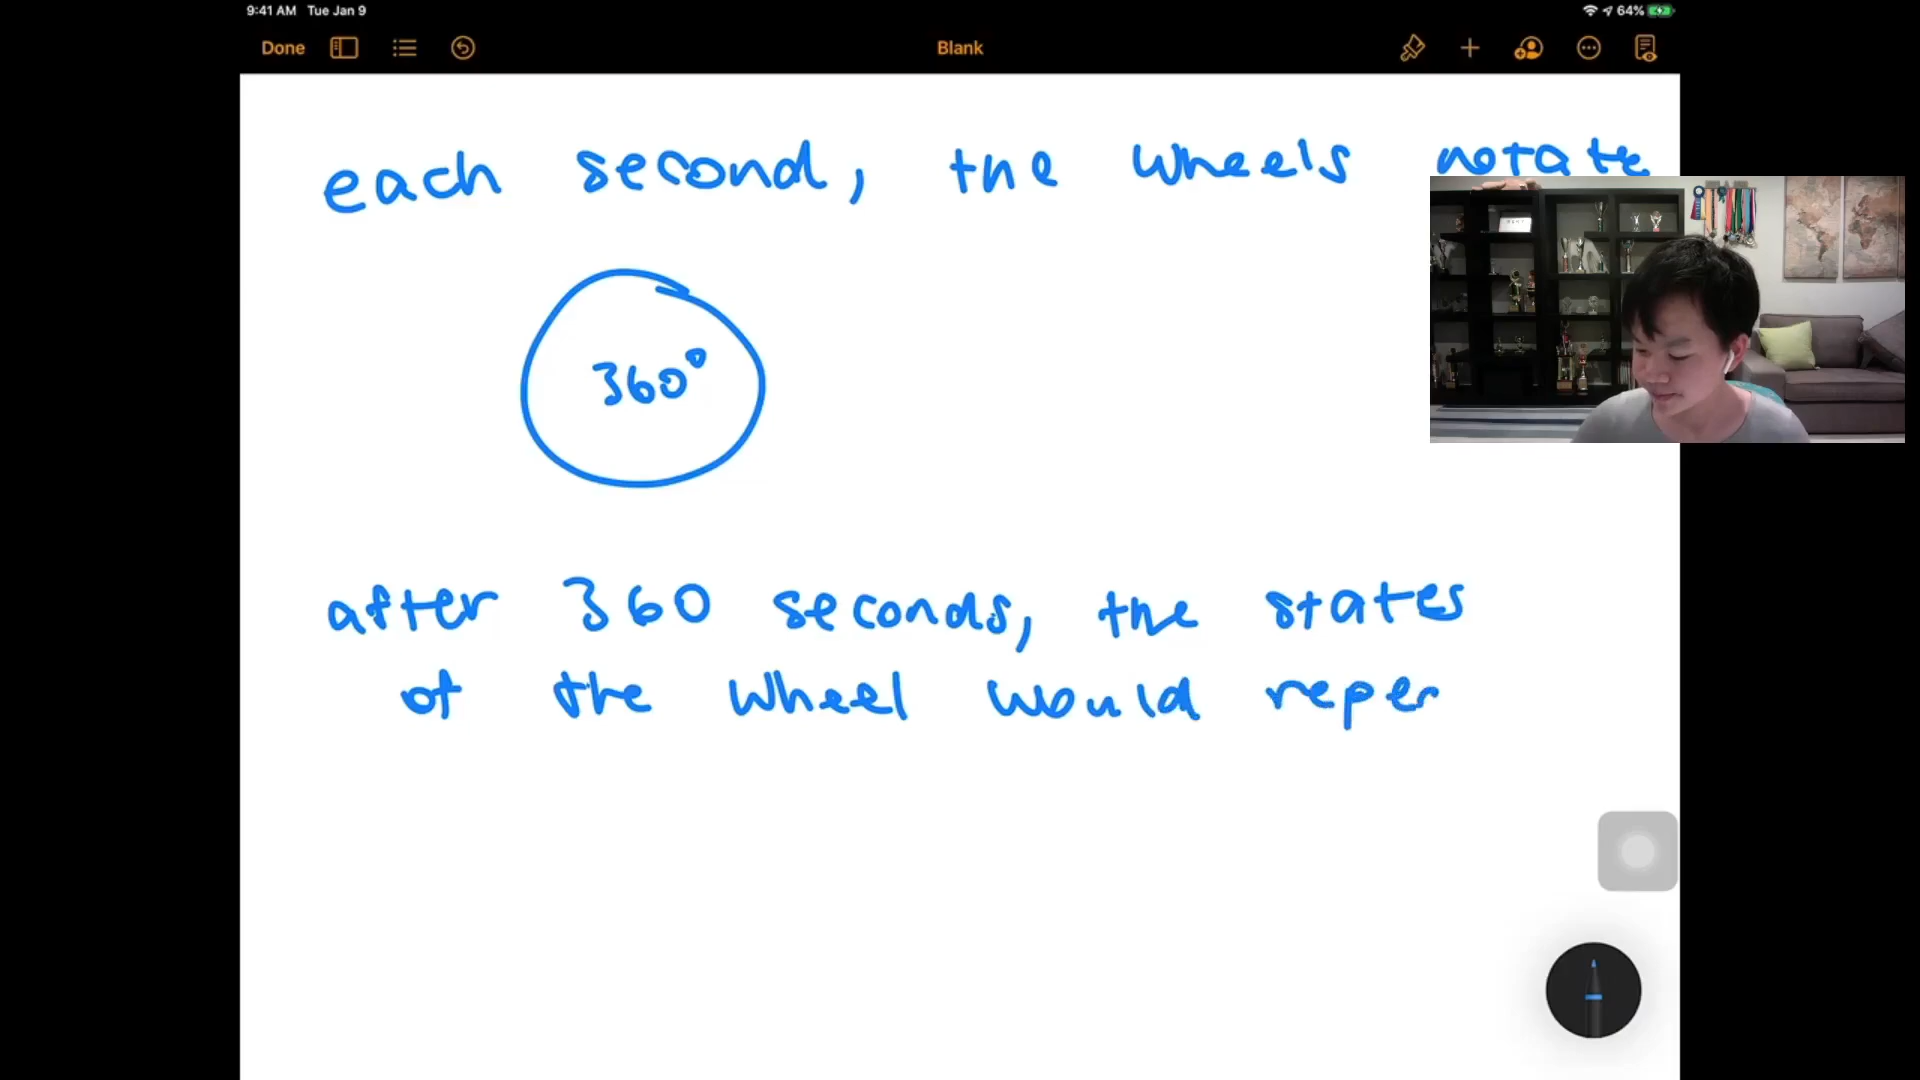 9:41 AM Tue Jan 9 64%
Done Blank
each second, the wheels rotate
360°
after 360 seconds, the states
of the wheel would reper